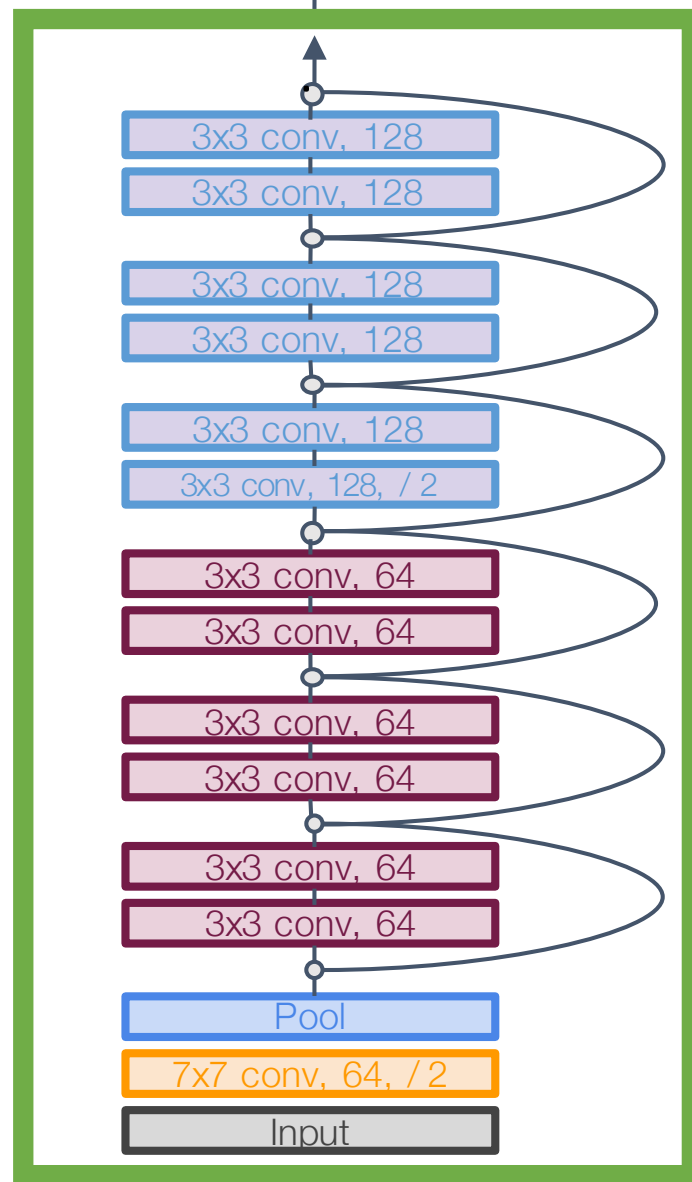 3x3 conv, 128
3x3 conv, 128
3x3 conv, 128
3x3 conv, 128
3x3 conv, 128
3x3 conv, 128, / 2
3x3 conv, 64
3x3 conv, 64
3x3 conv, 64
3x3 conv, 64
3x3 conv, 64
3x3 conv, 64
Pool
7x7 conv, 64, / 2
Input